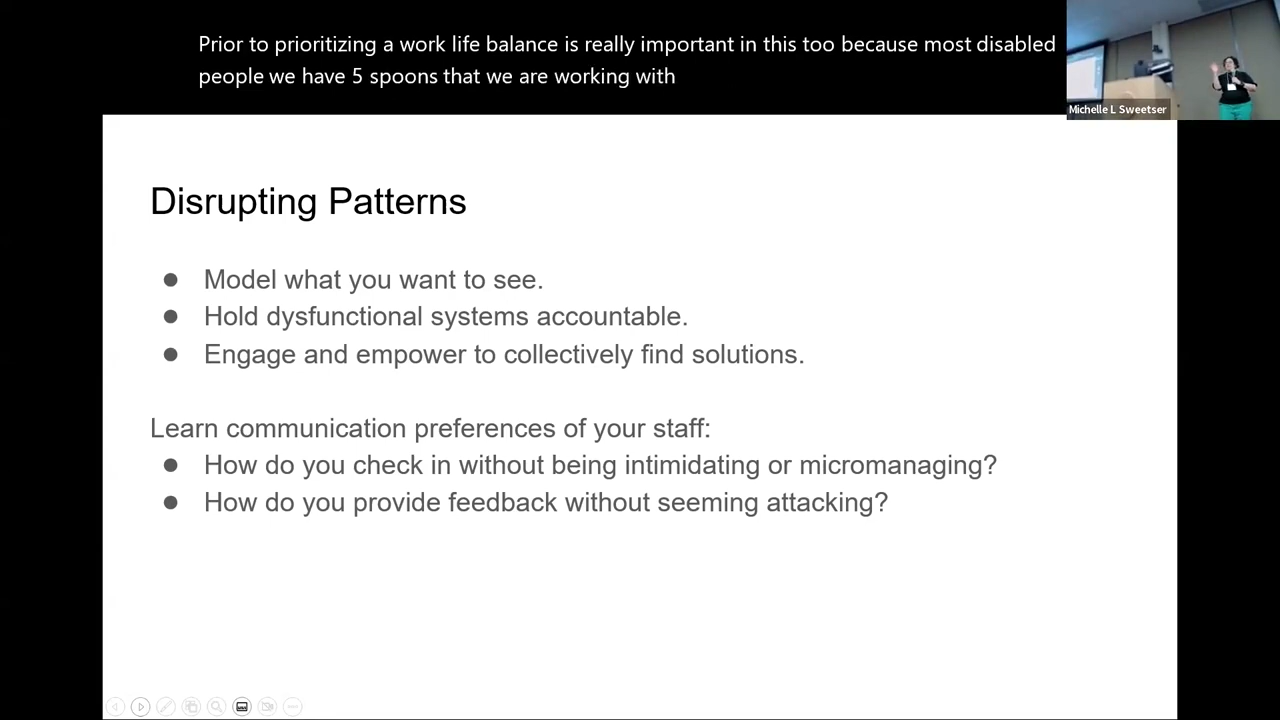 Prior to prioritizing a work life balance is really important in this too because most disabled
people we have 5 spoons that we are working with
Michelle L Sweetser
Disrupting Patterns
● Model what you want to see.
● Hold dysfunctional systems accountable.
● Engage and empower to collectively find solutions.
Learn communication preferences of your staff:
● How do you check in without being intimidating or micromanaging?
● How do you provide feedback without seeming attacking?